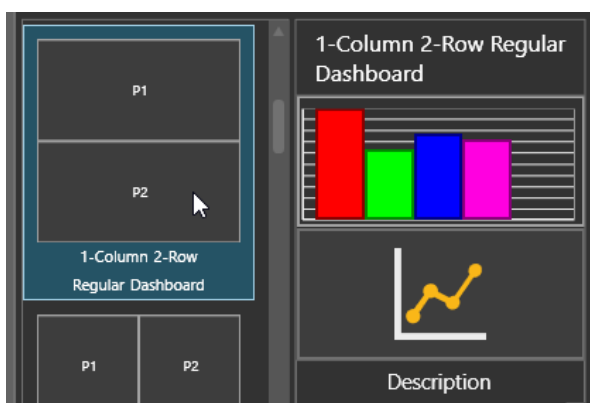 P1
P2
1-Column 2-Row
Regular Dashboard
P1
P2
1-Column 2-Row Regular
Dashboard
Description